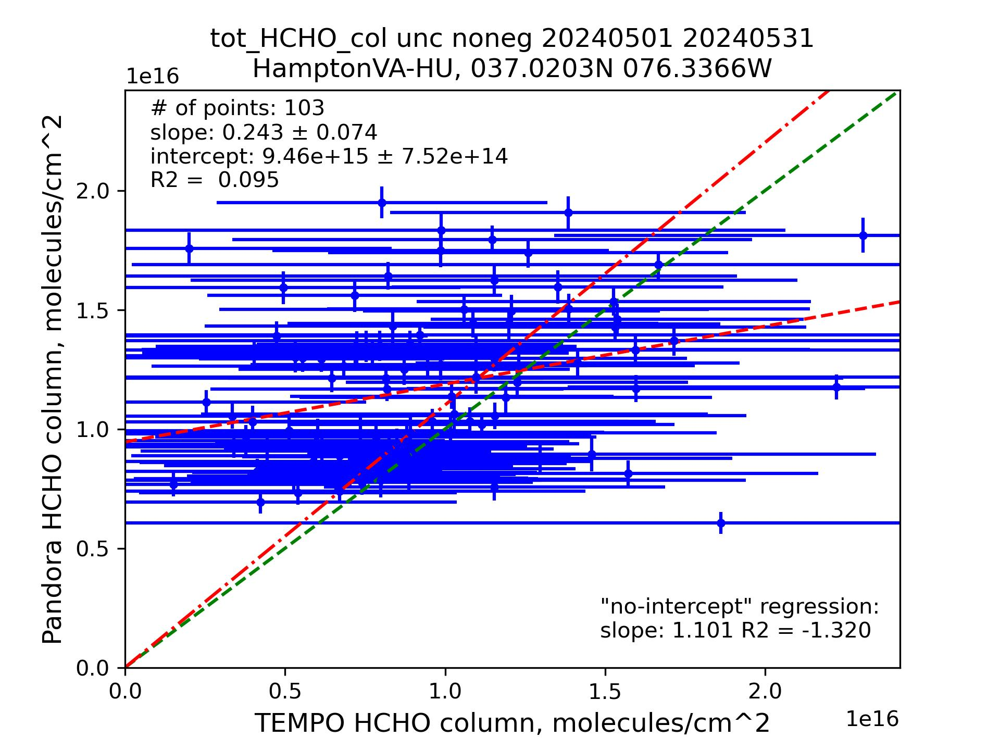 tot_HCHO_col unc noneg 20240501 20240531
HamptonVA-HU, 037.0203N 076.3366W
1e16
# of points: 103
slope: 0.243 ± 0.074
intercept: 9.46e+15 ± 7.52e+14
R2 =  0.095
Pandora HCHO column, molecules/cm^2
2.0
1.5
1.0
0.5
0.0
"no-intercept" regression:
slope: 1.101 R2 = -1.320
0.0 0.5 1.0 1.5 2.0
1e16
TEMPO HCHO column, molecules/cm^2